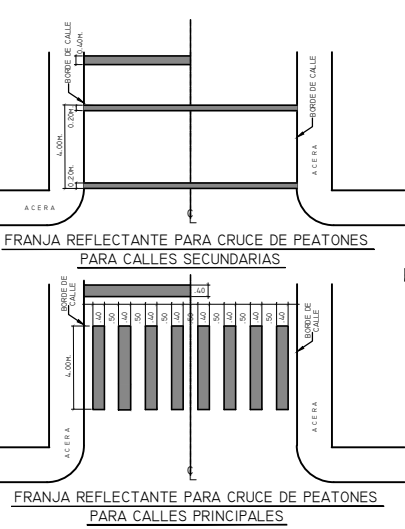 0.40M.
BORDE DE CALLE
BORDE DE CALLE
0.20M.
4.00M.
0.20M.
ACERA
ACERA
CL
FRANJA REFLECTANTE PARA CRUCE DE PEATONES
PARA CALLES SECUNDARIAS
BORDE DE
CALLE
.40
BORDE DE
CALLE
.40 .50 .40 .50 .40 .50 .40 .50 .40 .50 .40 .50 .40 .50 .40
4.00M.
ACERA
ACERA
CL
FRANJA REFLECTANTE PARA CRUCE DE PEATONES
PARA CALLES PRINCIPALES